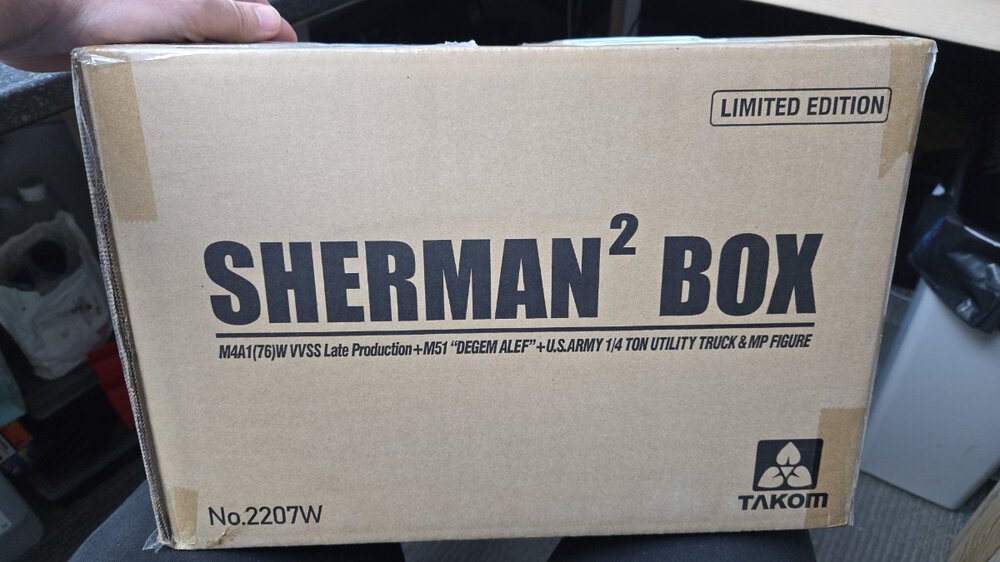 LIMITED EDITION
SHERMAN² BOX
M4A1(76)W VVSS Late Production+M51 "DEGEM ALEF"+U.S.ARMY 1/4 TON UTILITY TRUCK & MP FIGURE
No.2207W
TAKOM